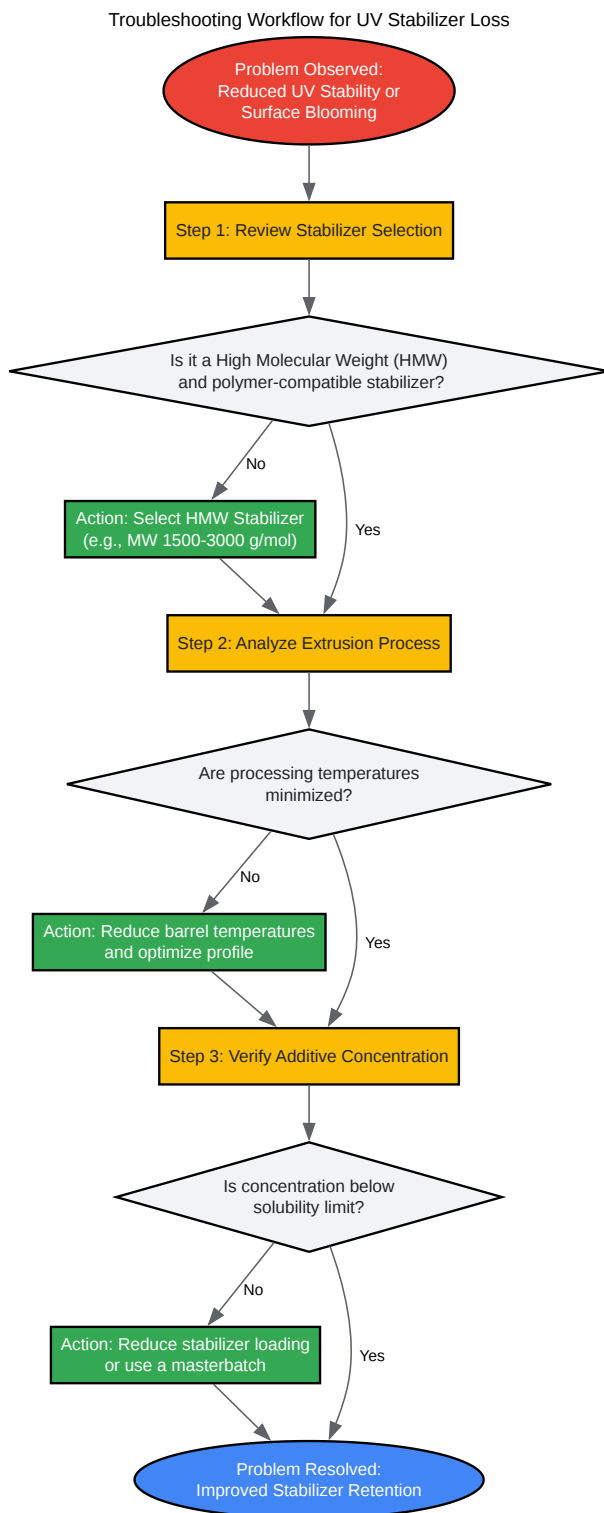 Troubleshooting Workflow for UV Stabilizer Loss
Problem Observed:
Reduced UV Stability or
Surface Blooming
Step 1: Review Stabilizer Selection
Is it a High Molecular Weight (HMW)
and polymer-compatible stabilizer?
No
Action: Select HMW Stabilizer
(e.g., MW 1500-3000 g/mol)
Yes
Step 2: Analyze Extrusion Process
Are processing temperatures
minimized?
No
Action: Reduce barrel temperatures
and optimize profile
Yes
Step 3: Verify Additive Concentration
Is concentration below
solubility limit?
No
Action: Reduce stabilizer loading
or use a masterbatch
Yes
Problem Resolved:
Improved Stabilizer Retention